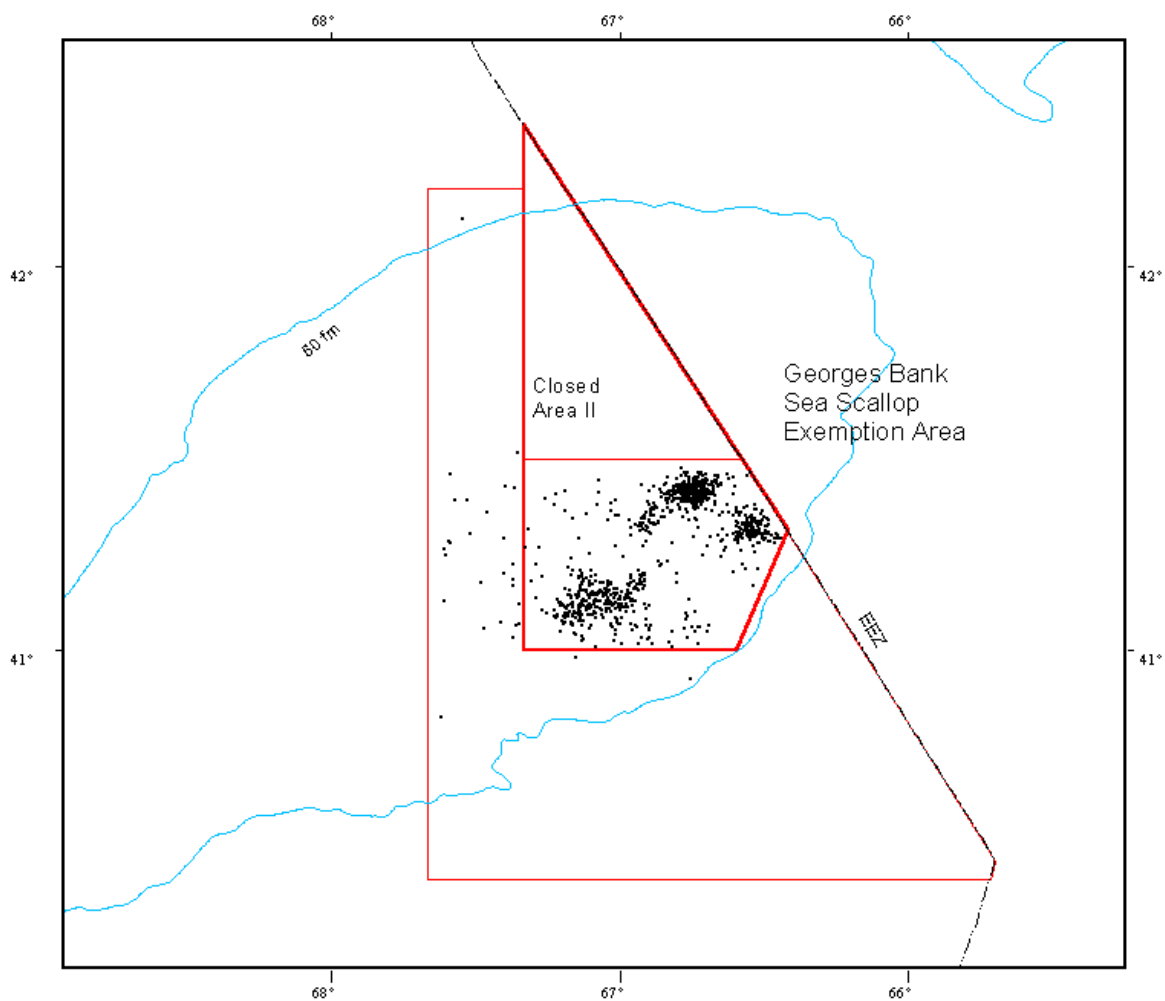 68° 67° 66°
42° 42°
60 fm
Closed
Area II
Georges Bank
Sea Scallop
Exemption Area
EEZ
41° 41°
68° 67° 66°